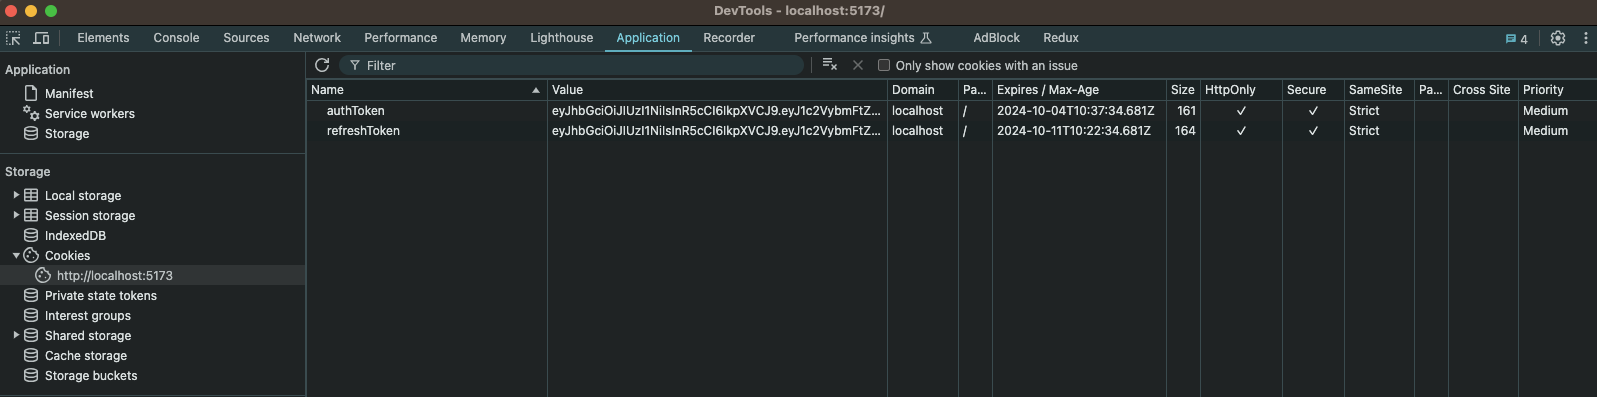 DevTools - localhost:5173/
Elements Console Sources Network Performance Memory Lighthouse Application Recorder Performance insights AdBlock Redux 4
Application
Manifest
Service workers
Storage
Storage
Local storage
Session storage
IndexedDB
Cookies
http://localhost:5173
Private state tokens
Interest groups
Shared storage
Cache storage
Storage buckets
Filter Only show cookies with an issue
Name Value Domain Pa... Expires / Max-Age Size HttpOnly Secure SameSite Pa... Cross Site Priority
authToken eyJhbGciOiJIUzI1NiIsInR5cCI6IkpXVCJ9.eyJ1c2VybmFtZ... localhost / 2024-10-04T10:37:34.681Z 161 ✓ ✓ Strict Medium
refreshToken eyJhbGciOiJIUzI1NiIsInR5cCI6IkpXVCJ9.eyJ1c2VybmFtZ... localhost / 2024-10-11T10:22:34.681Z 164 ✓ ✓ Strict Medium